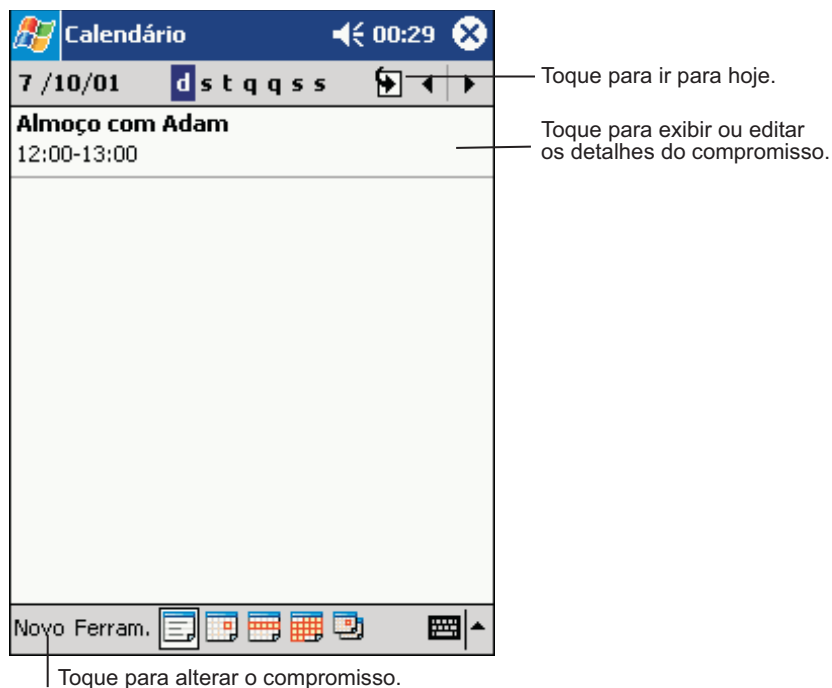 Calendário 00:29
7 /10/01 d s t q q s s
Toque para ir para hoje.
Almoço com Adam
12:00-13:00
Toque para exibir ou editar
os detalhes do compromisso.
Novo Ferram.
Toque para alterar o compromisso.